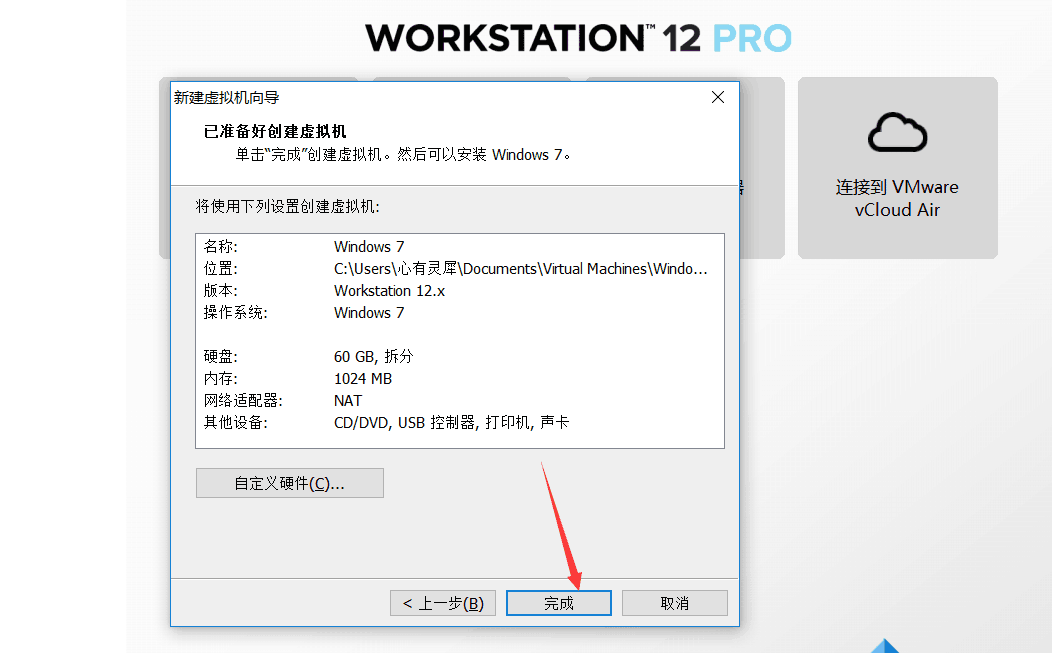 WORKSTATION™ 12 PRO
新建虚拟机向导
已准备好创建虚拟机
单击“完成”创建虚拟机。然后可以安装 Windows 7。
将使用下列设置创建虚拟机:
名称: Windows 7
位置: C:\Users\心有灵犀\Documents\Virtual Machines\Windo...
版本: Workstation 12.x
操作系统: Windows 7
硬盘: 60 GB, 拆分
内存: 1024 MB
网络适配器: NAT
其他设备: CD/DVD, USB 控制器, 打印机, 声卡
自定义硬件(C)...
< 上一步(B) 完成 取消
连接到 VMware
vCloud Air